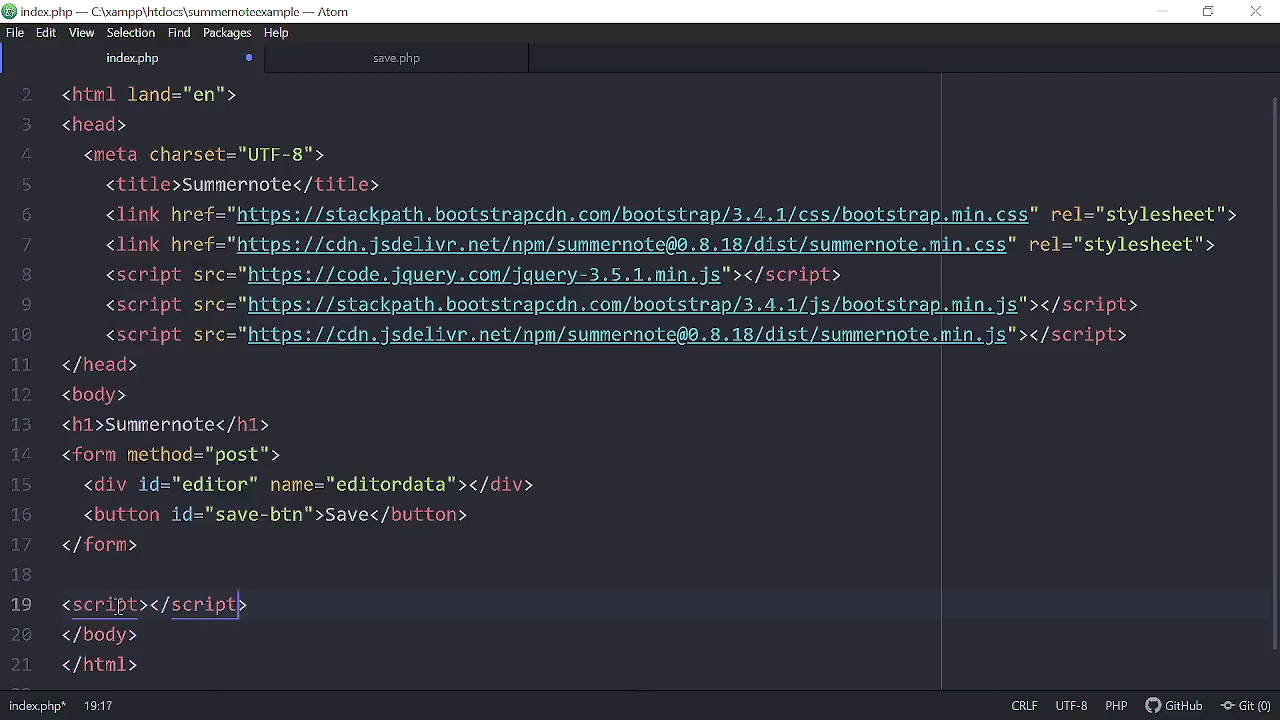 index.php — C:\xampp\htdocs\summernoteexample — Atom
File Edit View Selection Find Packages Help
index.php save.php
2 <html land="en">
3 <head>
4 <meta charset="UTF-8">
5 <title>Summernote</title>
6 <link href="https://stackpath.bootstrapcdn.com/bootstrap/3.4.1/css/bootstrap.min.css" rel="stylesheet">
7 <link href="https://cdn.jsdelivr.net/npm/summernote@0.8.18/dist/summernote.min.css" rel="stylesheet">
8 <script src="https://code.jquery.com/jquery-3.5.1.min.js"></script>
9 <script src="https://stackpath.bootstrapcdn.com/bootstrap/3.4.1/js/bootstrap.min.js"></script>
10 <script src="https://cdn.jsdelivr.net/npm/summernote@0.8.18/dist/summernote.min.js"></script>
11 </head>
12 <body>
13 <h1>Summernote</h1>
14 <form method="post">
15 <div id="editor" name="editordata"></div>
16 <button id="save-btn">Save</button>
17 </form>
18
19 <script></script>
20 </body>
21 </html>
index.php* 19:17 CRLF UTF-8 PHP GitHub Git (0)